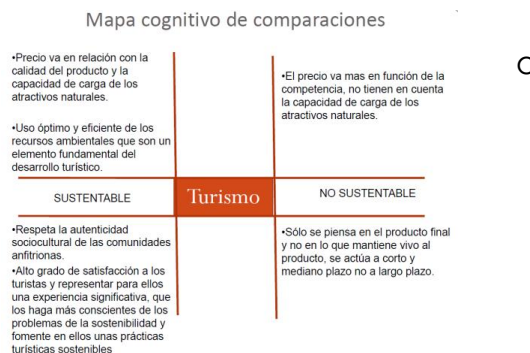 Mapa cognitivo de comparaciones
•Precio va en relación con la
calidad del producto y la
capacidad de carga de los
atractivos naturales.
•Uso óptimo y eficiente de los
recursos ambientales que son un
elemento fundamental del
desarrollo turístico.
•El precio va mas en función de la
competencia, no tienen en cuenta
la capacidad de carga de los
atractivos naturales.
SUSTENTABLE
Turismo
NO SUSTENTABLE
•Respeta la autenticidad
sociocultural de las comunidades
anfitrionas.
•Alto grado de satisfacción a los
turistas y representar para ellos
una experiencia significativa, que
los haga más conscientes de los
problemas de la sostenibilidad y
fomente en ellos unas prácticas
turísticas sostenibles
•Sólo se piensa en el producto final
y no en lo que mantiene vivo al
producto, se actúa a corto y
mediano plazo no a largo plazo.